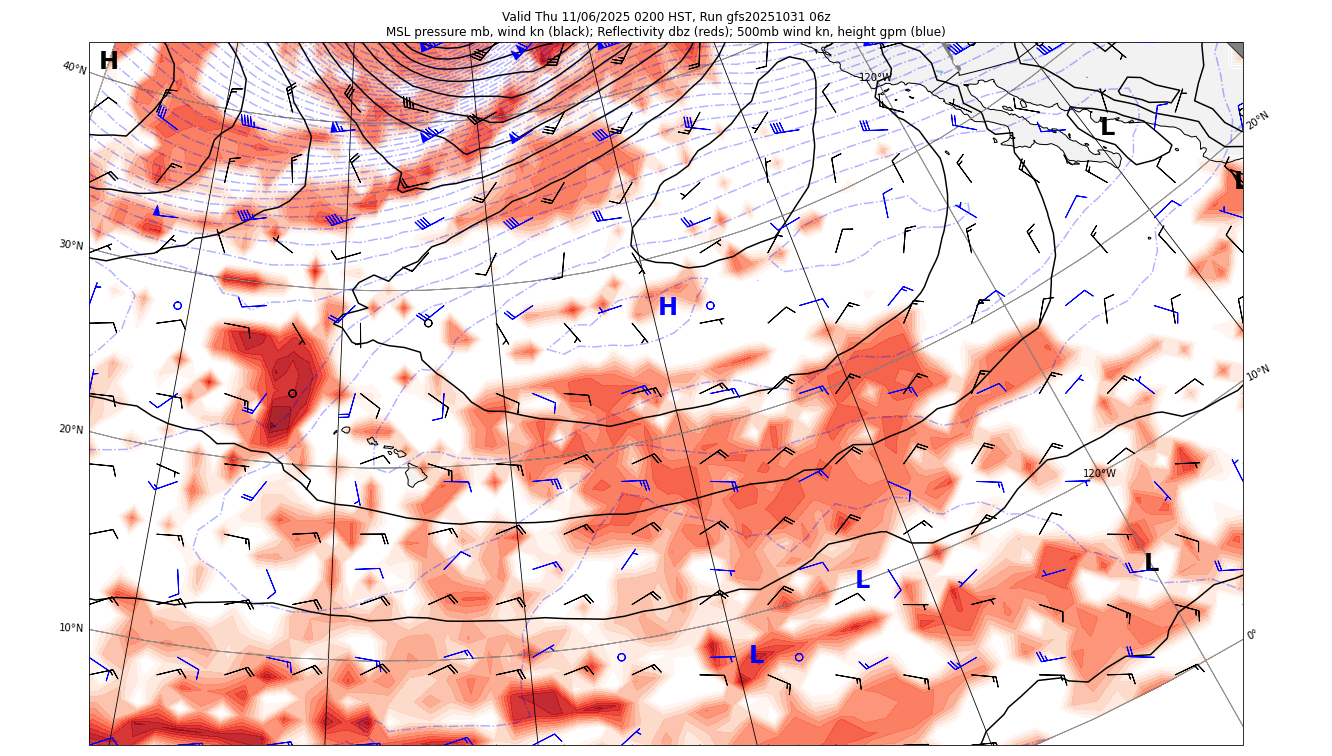 Valid Thu 11/06/2025 0200 HST, Run gfs20251031 06z
MSL pressure mb, wind kn (black); Reflectivity dbz (reds); 500mb wind kn, height gpm (blue)
H
40°N
120°W
L
20°N
L
30°N
H
10°N
20°N
120°W
L
L
10°N
0°
L